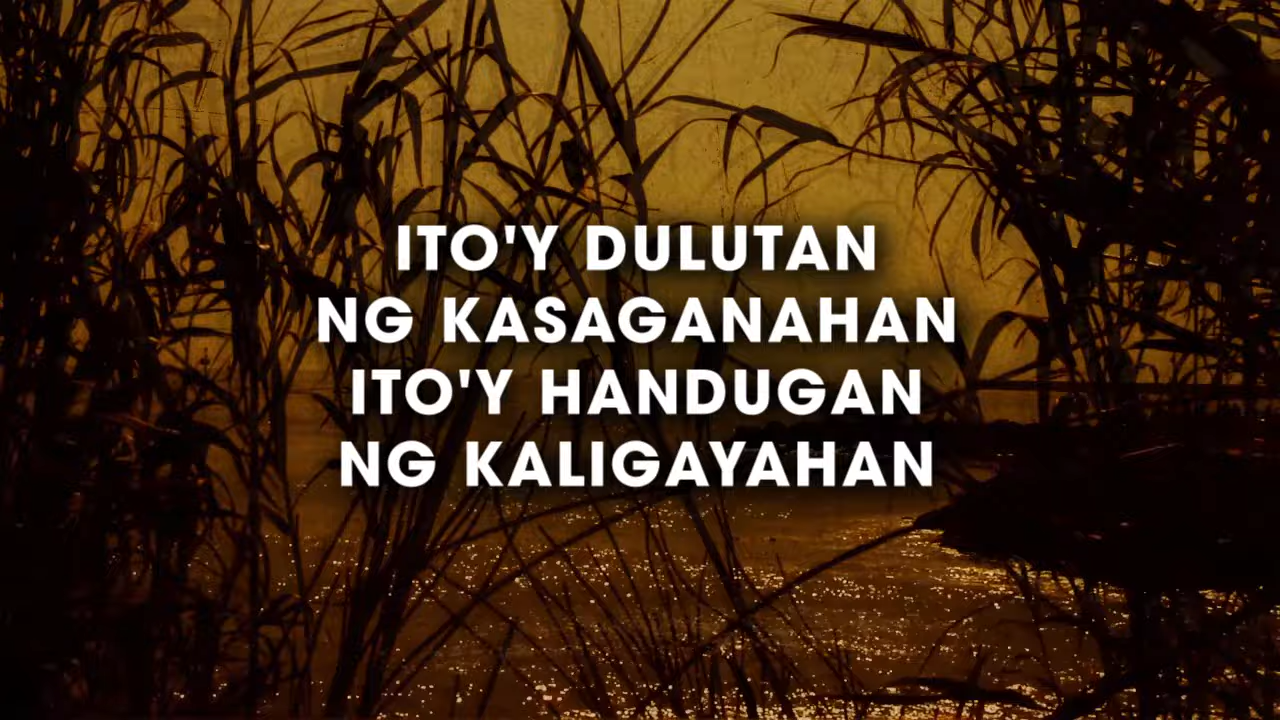 ITO'Y DULUTAN
NG KASAGANAHAN
ITO'Y HANDUGAN
NG KALIGAYAHAN